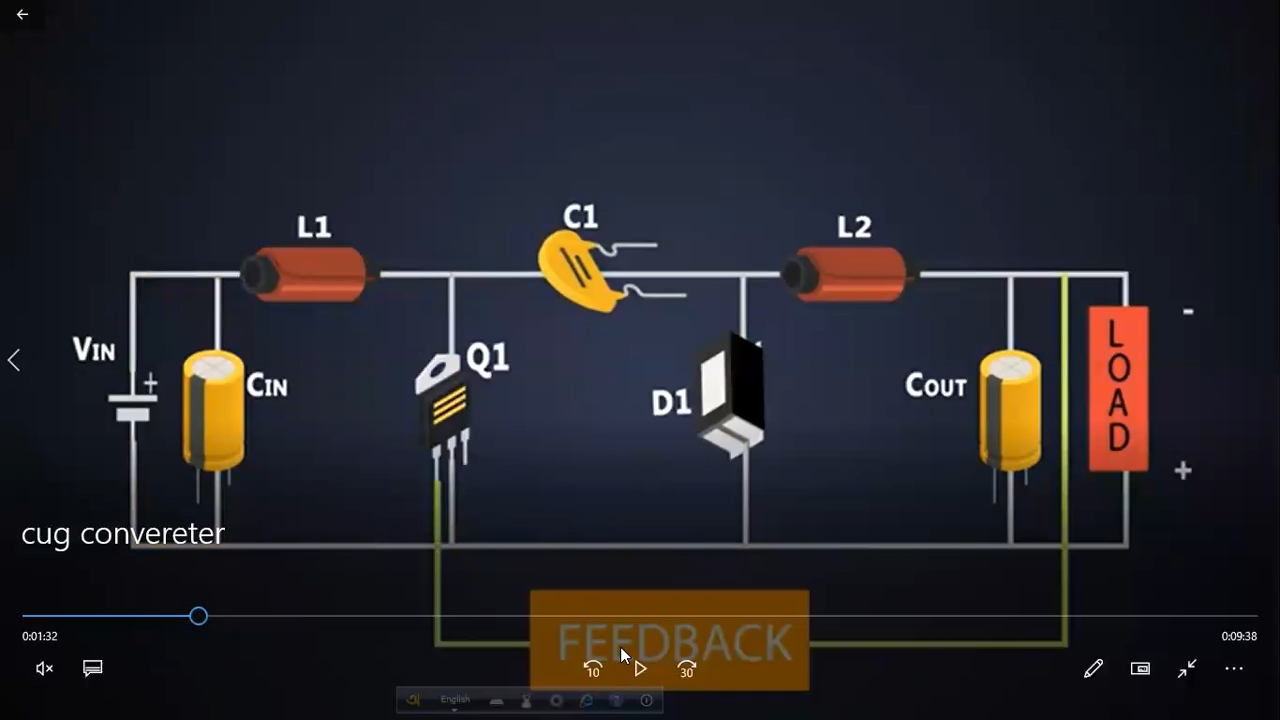 L1
C1
L2
VIN
+
CIN
Q1
D1
COUT
LOAD
-
+
cug convereter
0:01:32
0:09:38
FEEDBACK
10
30
English